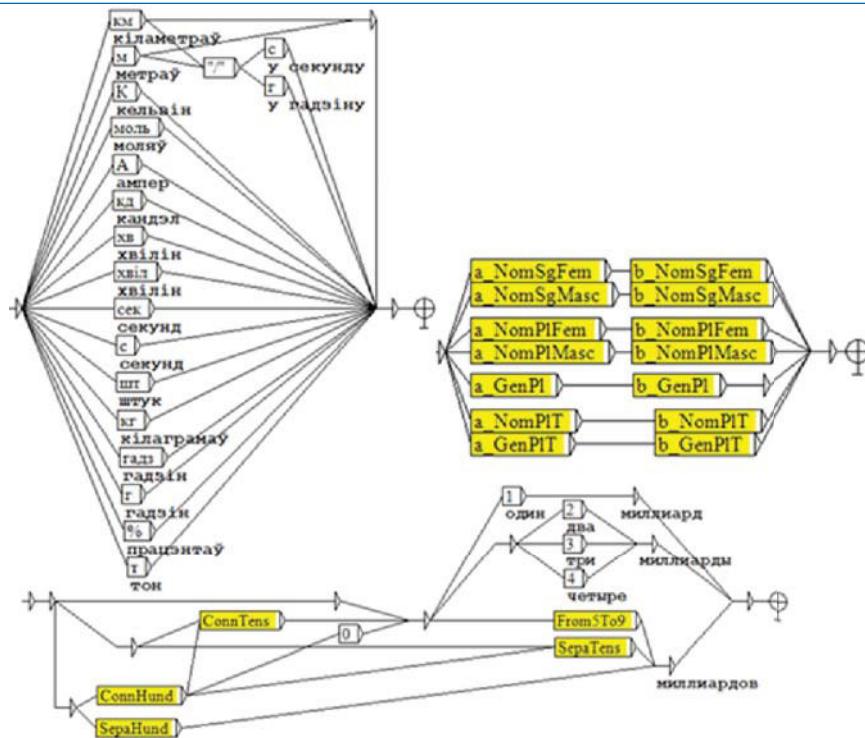 км
кіламетраў
м
метраў
"/"
с
у секунду
г
у гадзіну
К
кельвін
моль
моляў
А
ампер
кд
кандэл
хв
хвілін
хвіл
хвілін
сек
секунд
с
секунд
шт
штук
кг
кілаграмаў
гадз
гадзін
г
гадзін
%
працэнтаў
т
тон
a_NomSgFem b_NomSgFem
a_NomSgMasc b_NomSgMasc
a_NomPlFem b_NomPlFem
a_NomPlMasc b_NomPlMasc
a_GenPl b_GenPl
a_NomPlT b_NomPlT
a_GenPlT b_GenPlT
1
один миллиард
2
два
3
три миллиарды
4
четыре
ConnTens From5To9
0 SepaTens
миллиардов
ConnHund
SepaHund